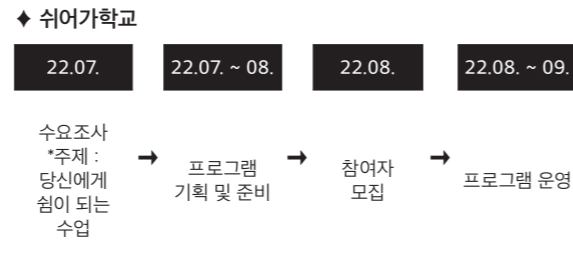 ♦ 쉬어가학교
22.07.
22.07. ~ 08.
22.08.
22.08. ~ 09.
수요조사
*주제 :
당신에게
쉼이 되는
수업
→
프로그램
기획 및 준비
→
참여자
모집
→
프로그램 운영